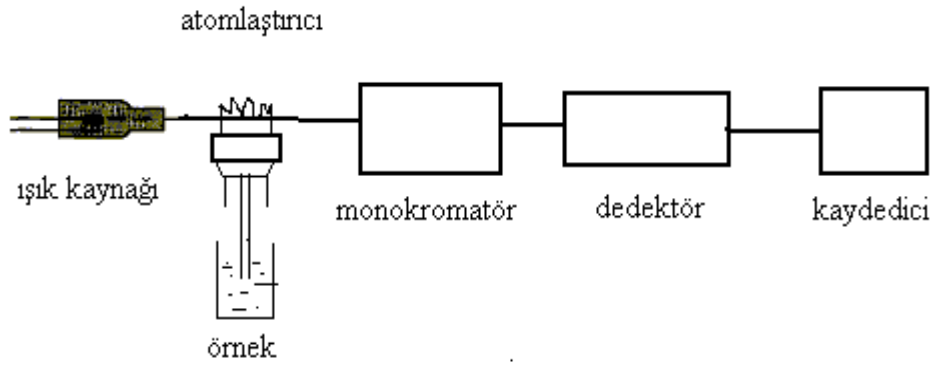 atomlaştırıcı
ışık kaynağı
monokromatör
dedektör
kaydedici
örnek